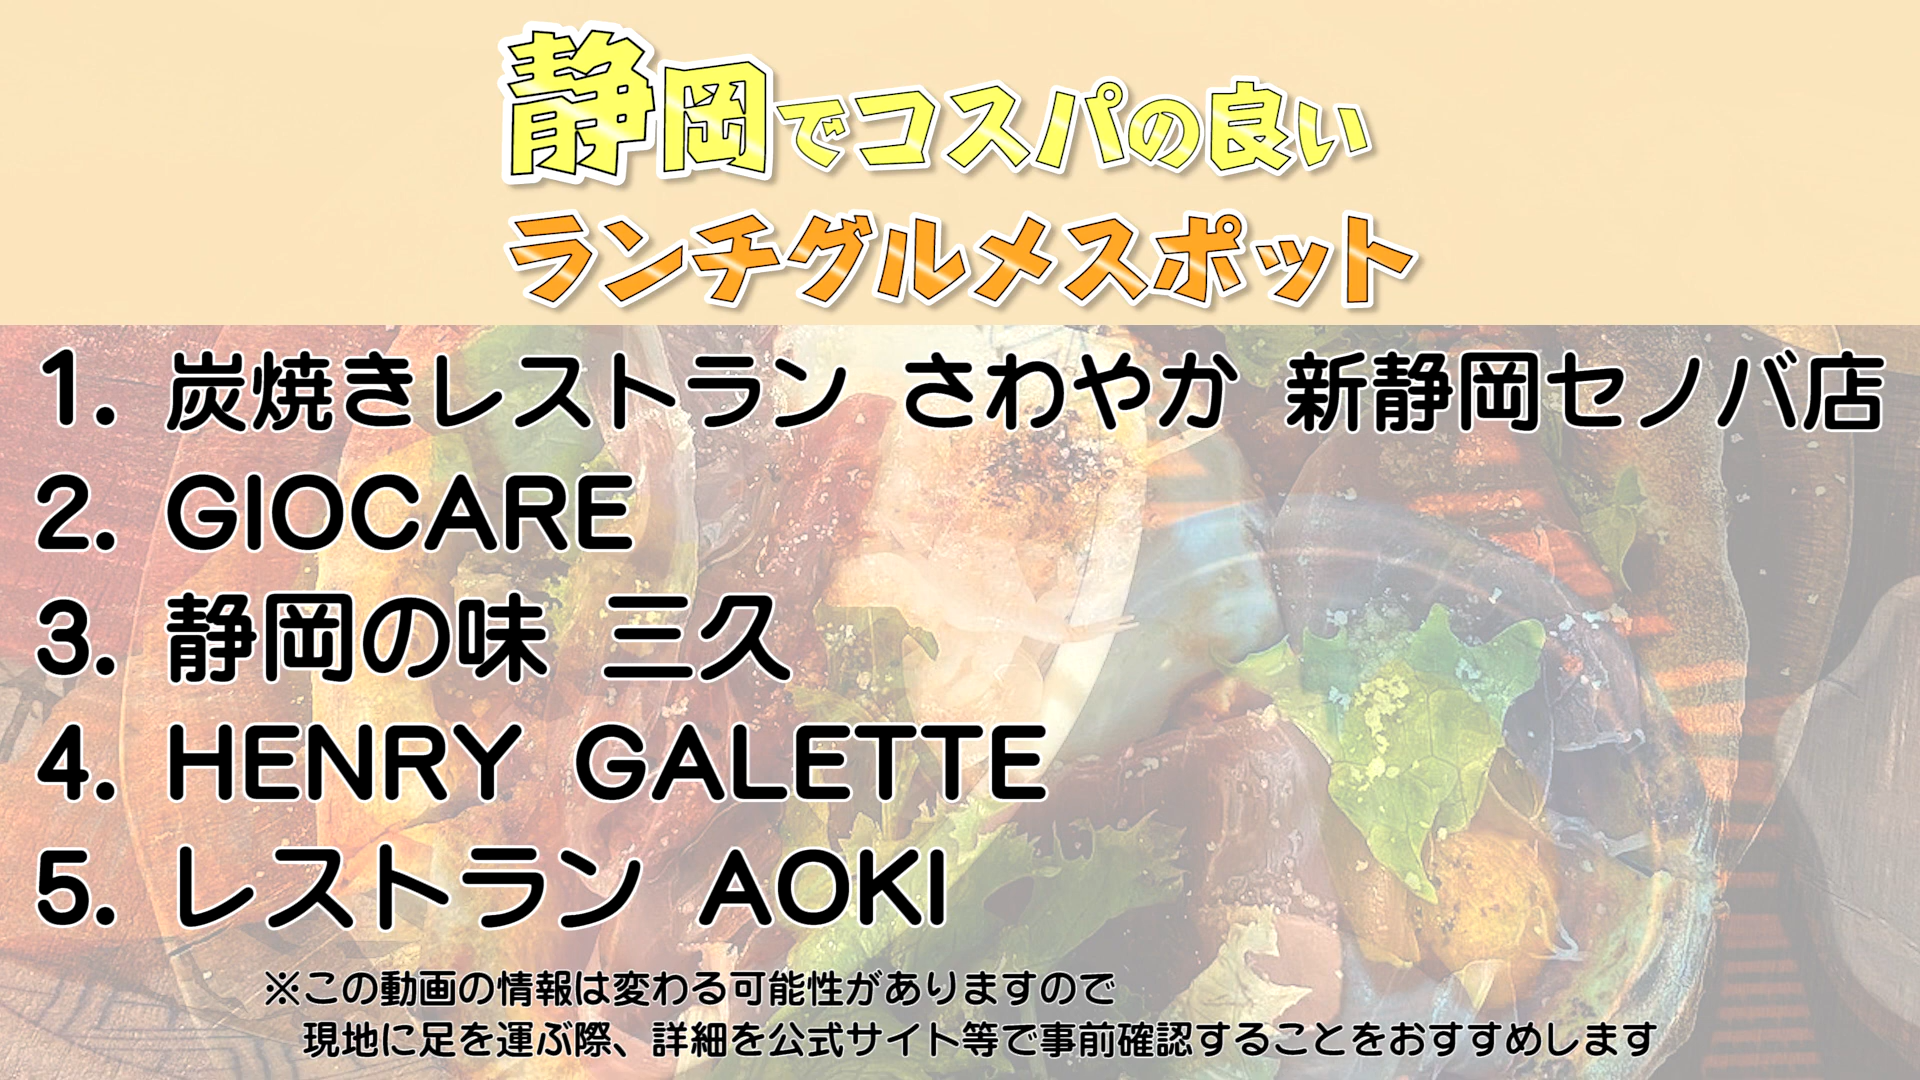 静岡でコスパの良い
ランチグルメスポット
1. 炭焼きレストラン さわやか 新静岡セノバ店
2. GIOCARE
3. 静岡の味 三久
4. HENRY GALETTE
5. レストラン AOKI
※この動画の情報は変わる可能性がありますので
現地に足を運ぶ際、詳細を公式サイト等で事前確認することをおすすめします